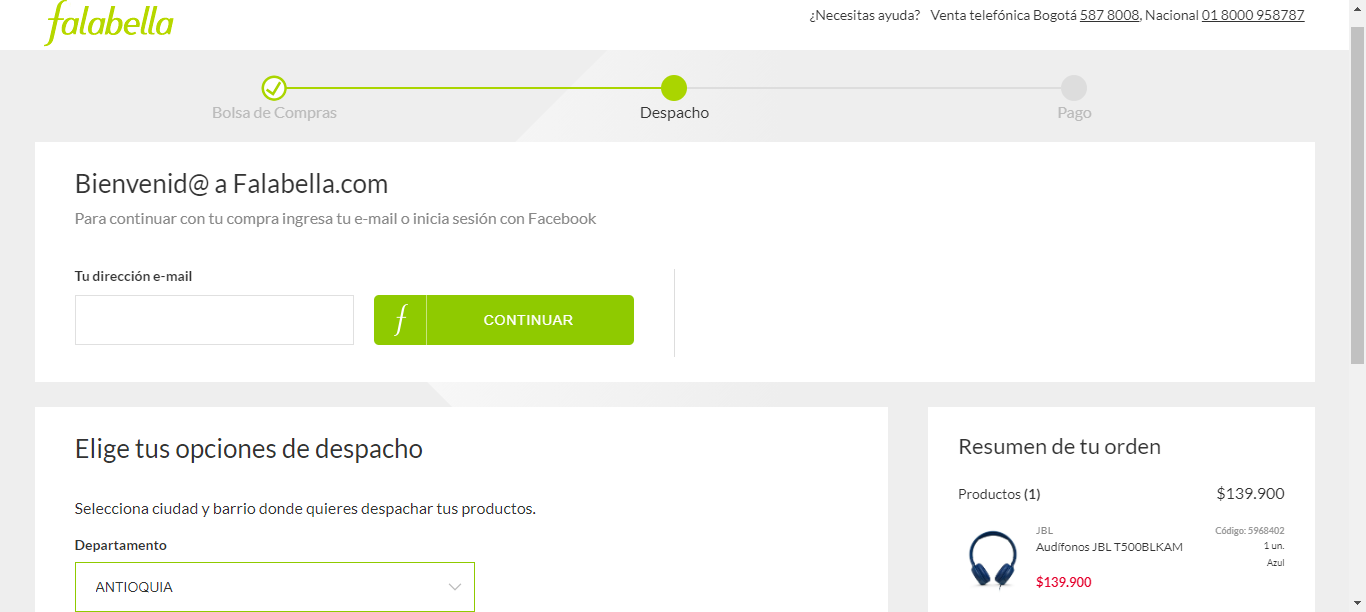 falabella
¿Necesitas ayuda? Venta telefónica Bogotá 587 8008, Nacional 01 8000 958787
Bolsa de Compras
Despacho
Pago
Bienvenid@ a Falabella.com
Para continuar con tu compra ingresa tu e-mail o inicia sesión con Facebook
Tu dirección e-mail
f CONTINUAR
Elige tus opciones de despacho
Selecciona ciudad y barrio donde quieres despachar tus productos.
Departamento
ANTIOQUIA
Resumen de tu orden
Productos (1) $139.900
JBL Código: 5968402
Audífonos JBL T500BLKAM 1 un.
Azul
$139.900